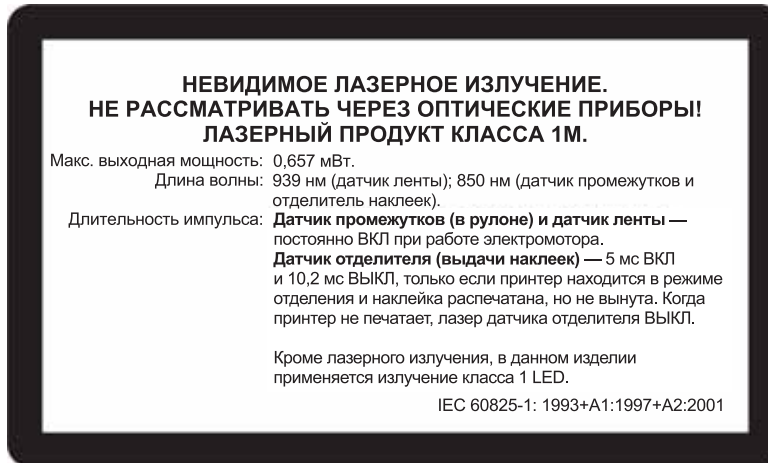 НЕВИДИМОЕ ЛАЗЕРНОЕ ИЗЛУЧЕНИЕ.
НЕ РАССМАТРИВАТЬ ЧЕРЕЗ ОПТИЧЕСКИЕ ПРИБОРЫ!
ЛАЗЕРНЫЙ ПРОДУКТ КЛАССА 1М.
Макс. выходная мощность: 0,657 мВт.
Длина волны: 939 нм (датчик ленты); 850 нм (датчик промежутков и
отделитель наклеек).
Длительность импульса: Датчик промежутков (в рулоне) и датчик ленты —
постоянно ВКЛ при работе электромотора.
Датчик отделителя (выдачи наклеек) — 5 мс ВКЛ
и 10,2 мс ВЫКЛ, только если принтер находится в режиме
отделения и наклейка распечатана, но не вынута. Когда
принтер не печатает, лазер датчика отделителя ВЫКЛ.
Кроме лазерного излучения, в данном изделии
применяется излучение класса 1 LED.
IEC 60825-1: 1993+A1:1997+A2:2001